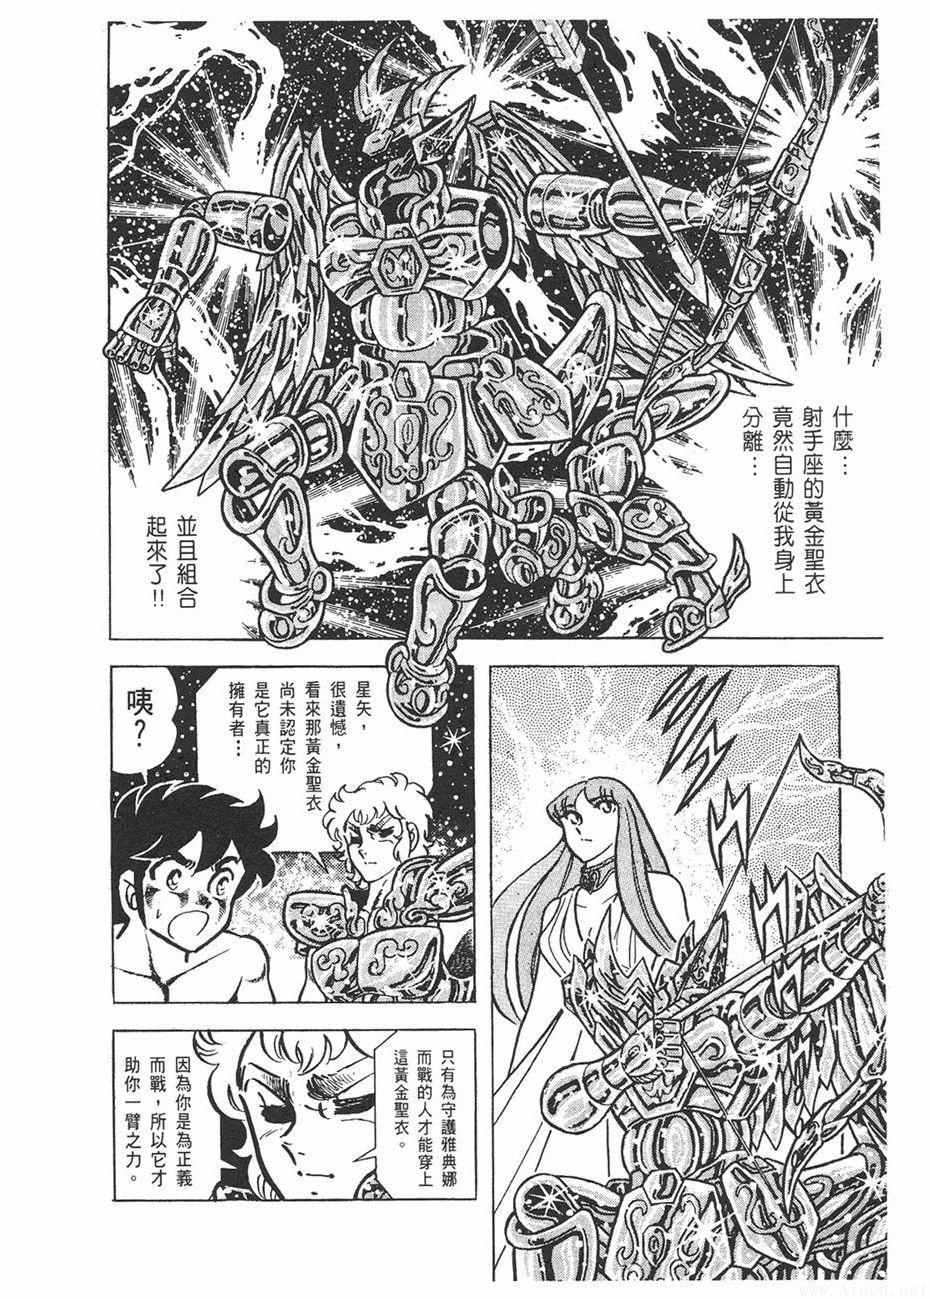 什麼…
射手座的黃金聖衣
竟然自動從我身上
分離…
並且組合
起來了!!
星矢，
很遺憾，
看來那黃金聖衣
尚未認定你
是它真正的
擁有者…
咦?
只有為守護雅典娜
而戰的人才能穿上
這黃金聖衣。
因為你是為正義
而戰，所以它才
助你一臂之力。